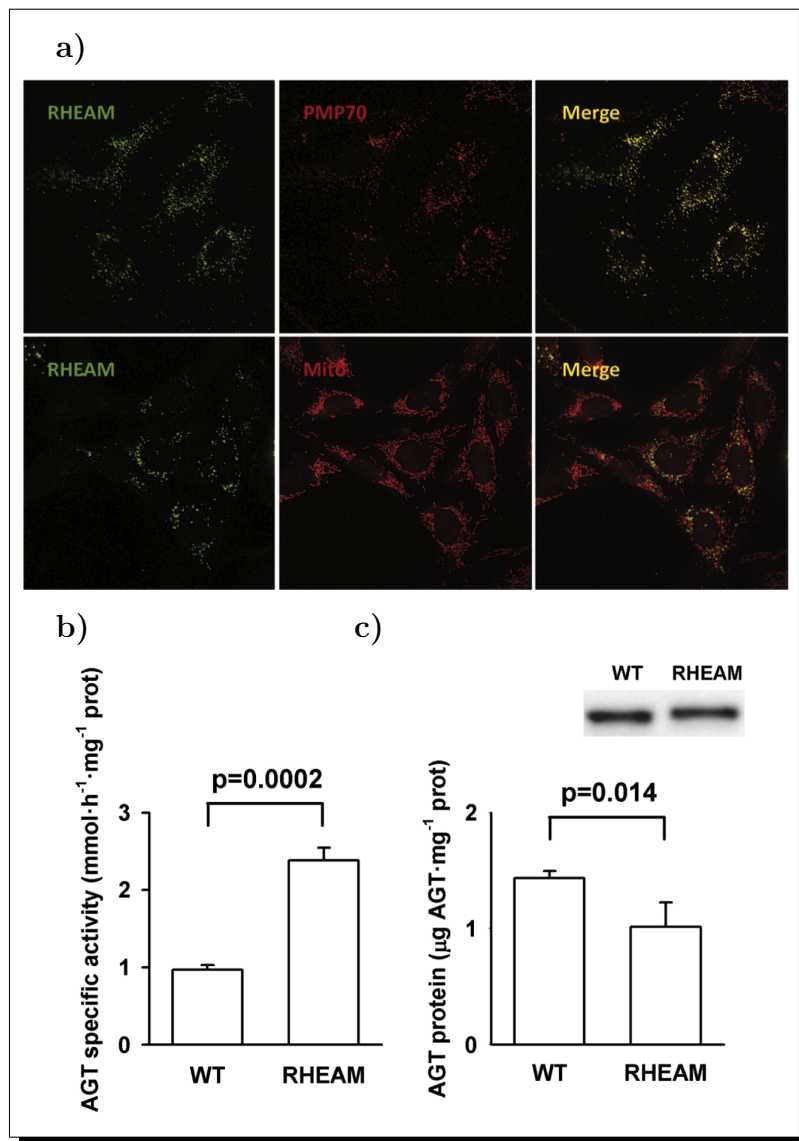 a)
RHEAM PMP70 Merge
RHEAM Mito Merge
b)
c)
AGT specific activity (mmol·h⁻¹·mg⁻¹ prot)
p=0.0002
3
2
1
0
WT RHEAM
WT RHEAM
AGT protein (µg AGT·mg⁻¹ prot)
p=0.014
2
1
0
WT RHEAM